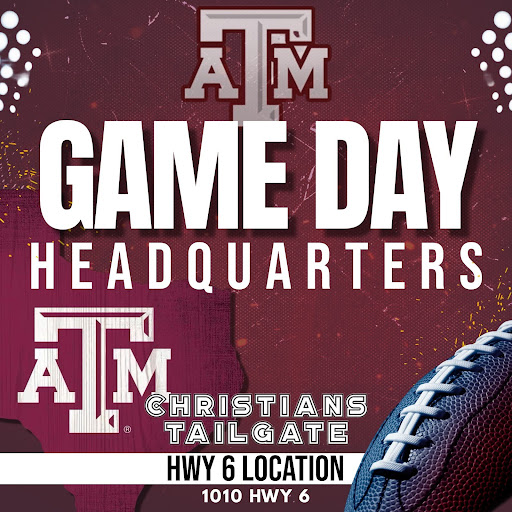 ATM
GAME DAY
HEADQUARTERS
ATM
®
CHRISTIANS
TAILGATE
HWY 6 LOCATION
1010 HWY 6